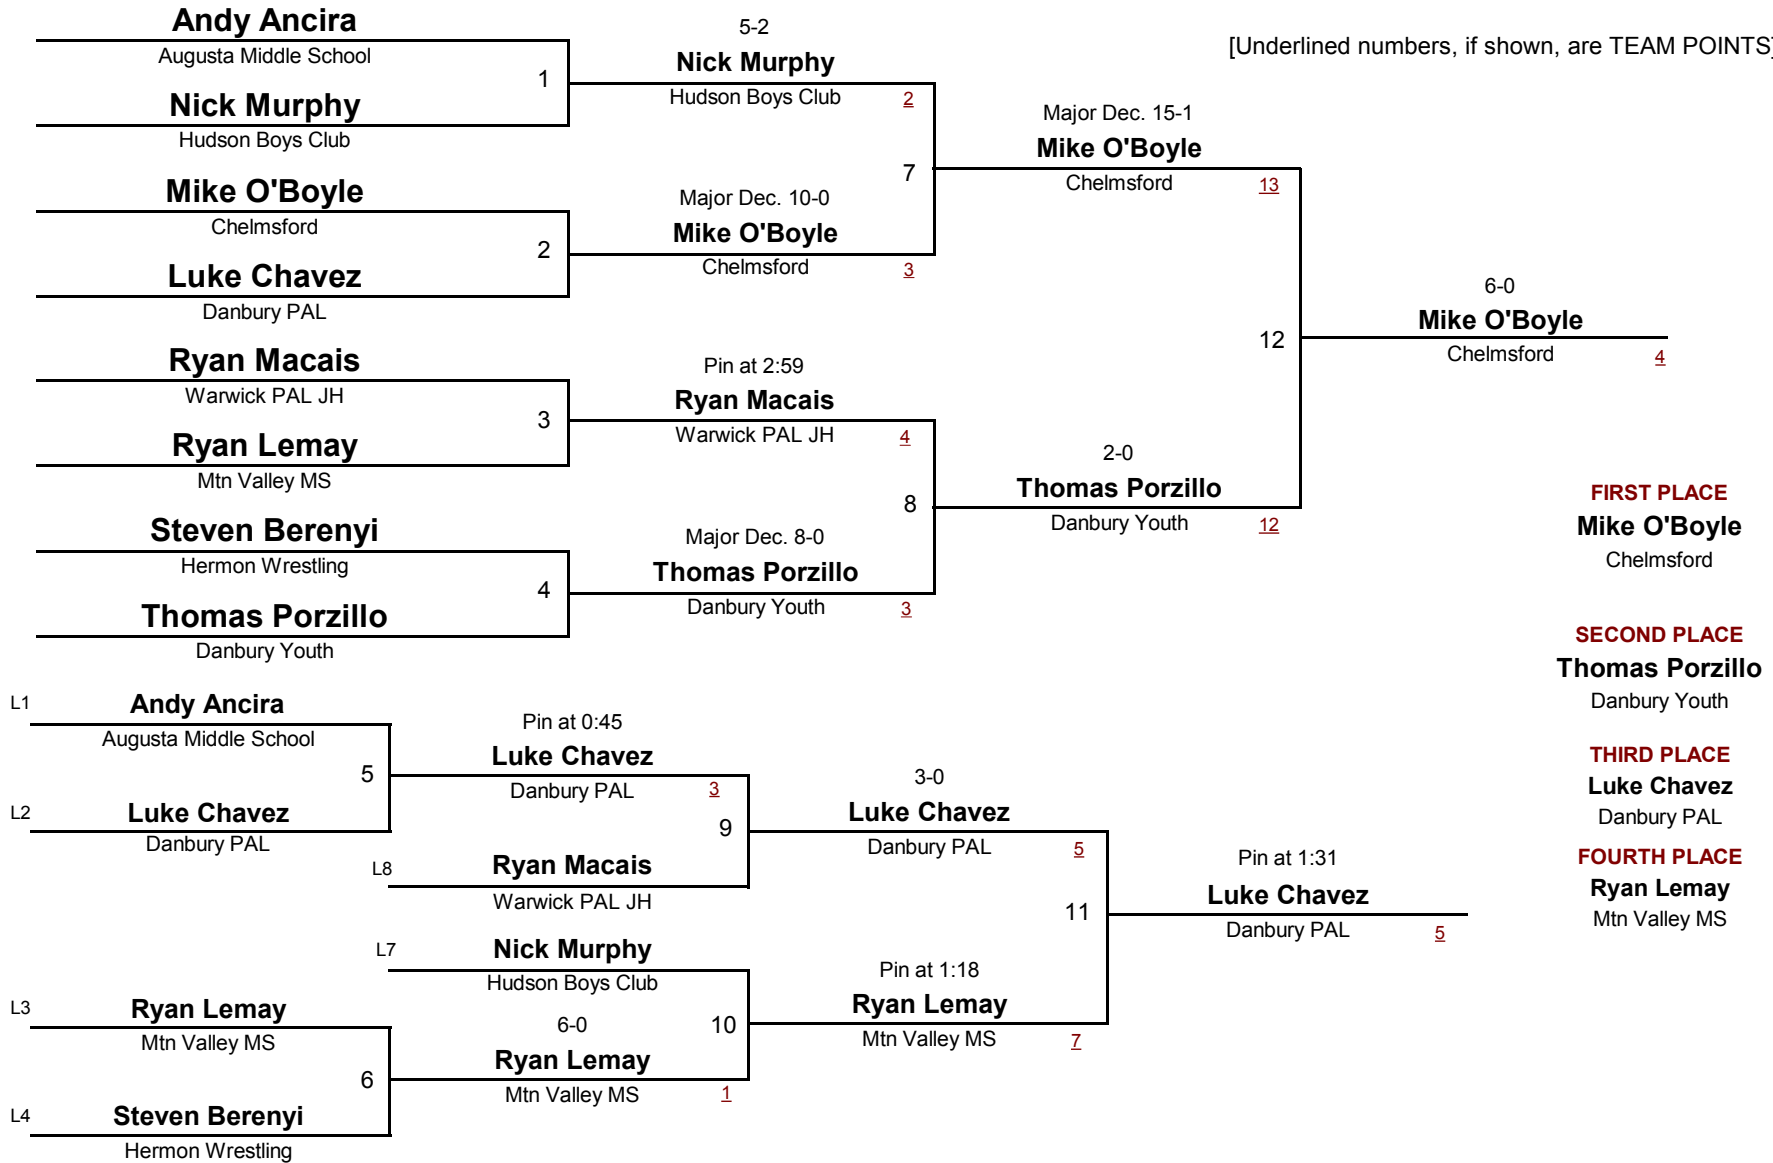 Andy Ancira
Augusta Middle School
1
Nick Murphy
Hudson Boys Club
5-2
Nick Murphy
Hudson Boys Club
2
[Underlined numbers, if shown, are TEAM POINTS]
Mike O'Boyle
Chelmsford
2
Luke Chavez
Danbury PAL
Major Dec. 10-0
Mike O'Boyle
Chelmsford
3
7
Major Dec. 15-1
Mike O'Boyle
Chelmsford
13
Ryan Macais
Warwick PAL JH
3
Ryan Lemay
Mtn Valley MS
Pin at 2:59
Ryan Macais
Warwick PAL JH
4
Steven Berenyi
Hermon Wrestling
4
Thomas Porzillo
Danbury Youth
Major Dec. 8-0
Thomas Porzillo
Danbury Youth
3
8
2-0
Thomas Porzillo
Danbury Youth
12
12
6-0
Mike O'Boyle
Chelmsford
4
FIRST PLACE
Mike O'Boyle
Chelmsford
SECOND PLACE
Thomas Porzillo
Danbury Youth
THIRD PLACE
Luke Chavez
Danbury PAL
FOURTH PLACE
Ryan Lemay
Mtn Valley MS
L1
Andy Ancira
Augusta Middle School
5
L2
Luke Chavez
Danbury PAL
Pin at 0:45
Luke Chavez
Danbury PAL
3
9
L8
Ryan Macais
Warwick PAL JH
3-0
Luke Chavez
Danbury PAL
5
L7
Nick Murphy
Hudson Boys Club
10
L3
Ryan Lemay
Mtn Valley MS
6
L4
Steven Berenyi
Hermon Wrestling
6-0
Ryan Lemay
Mtn Valley MS
1
Pin at 1:18
Ryan Lemay
Mtn Valley MS
7
11
Pin at 1:31
Luke Chavez
Danbury PAL
5